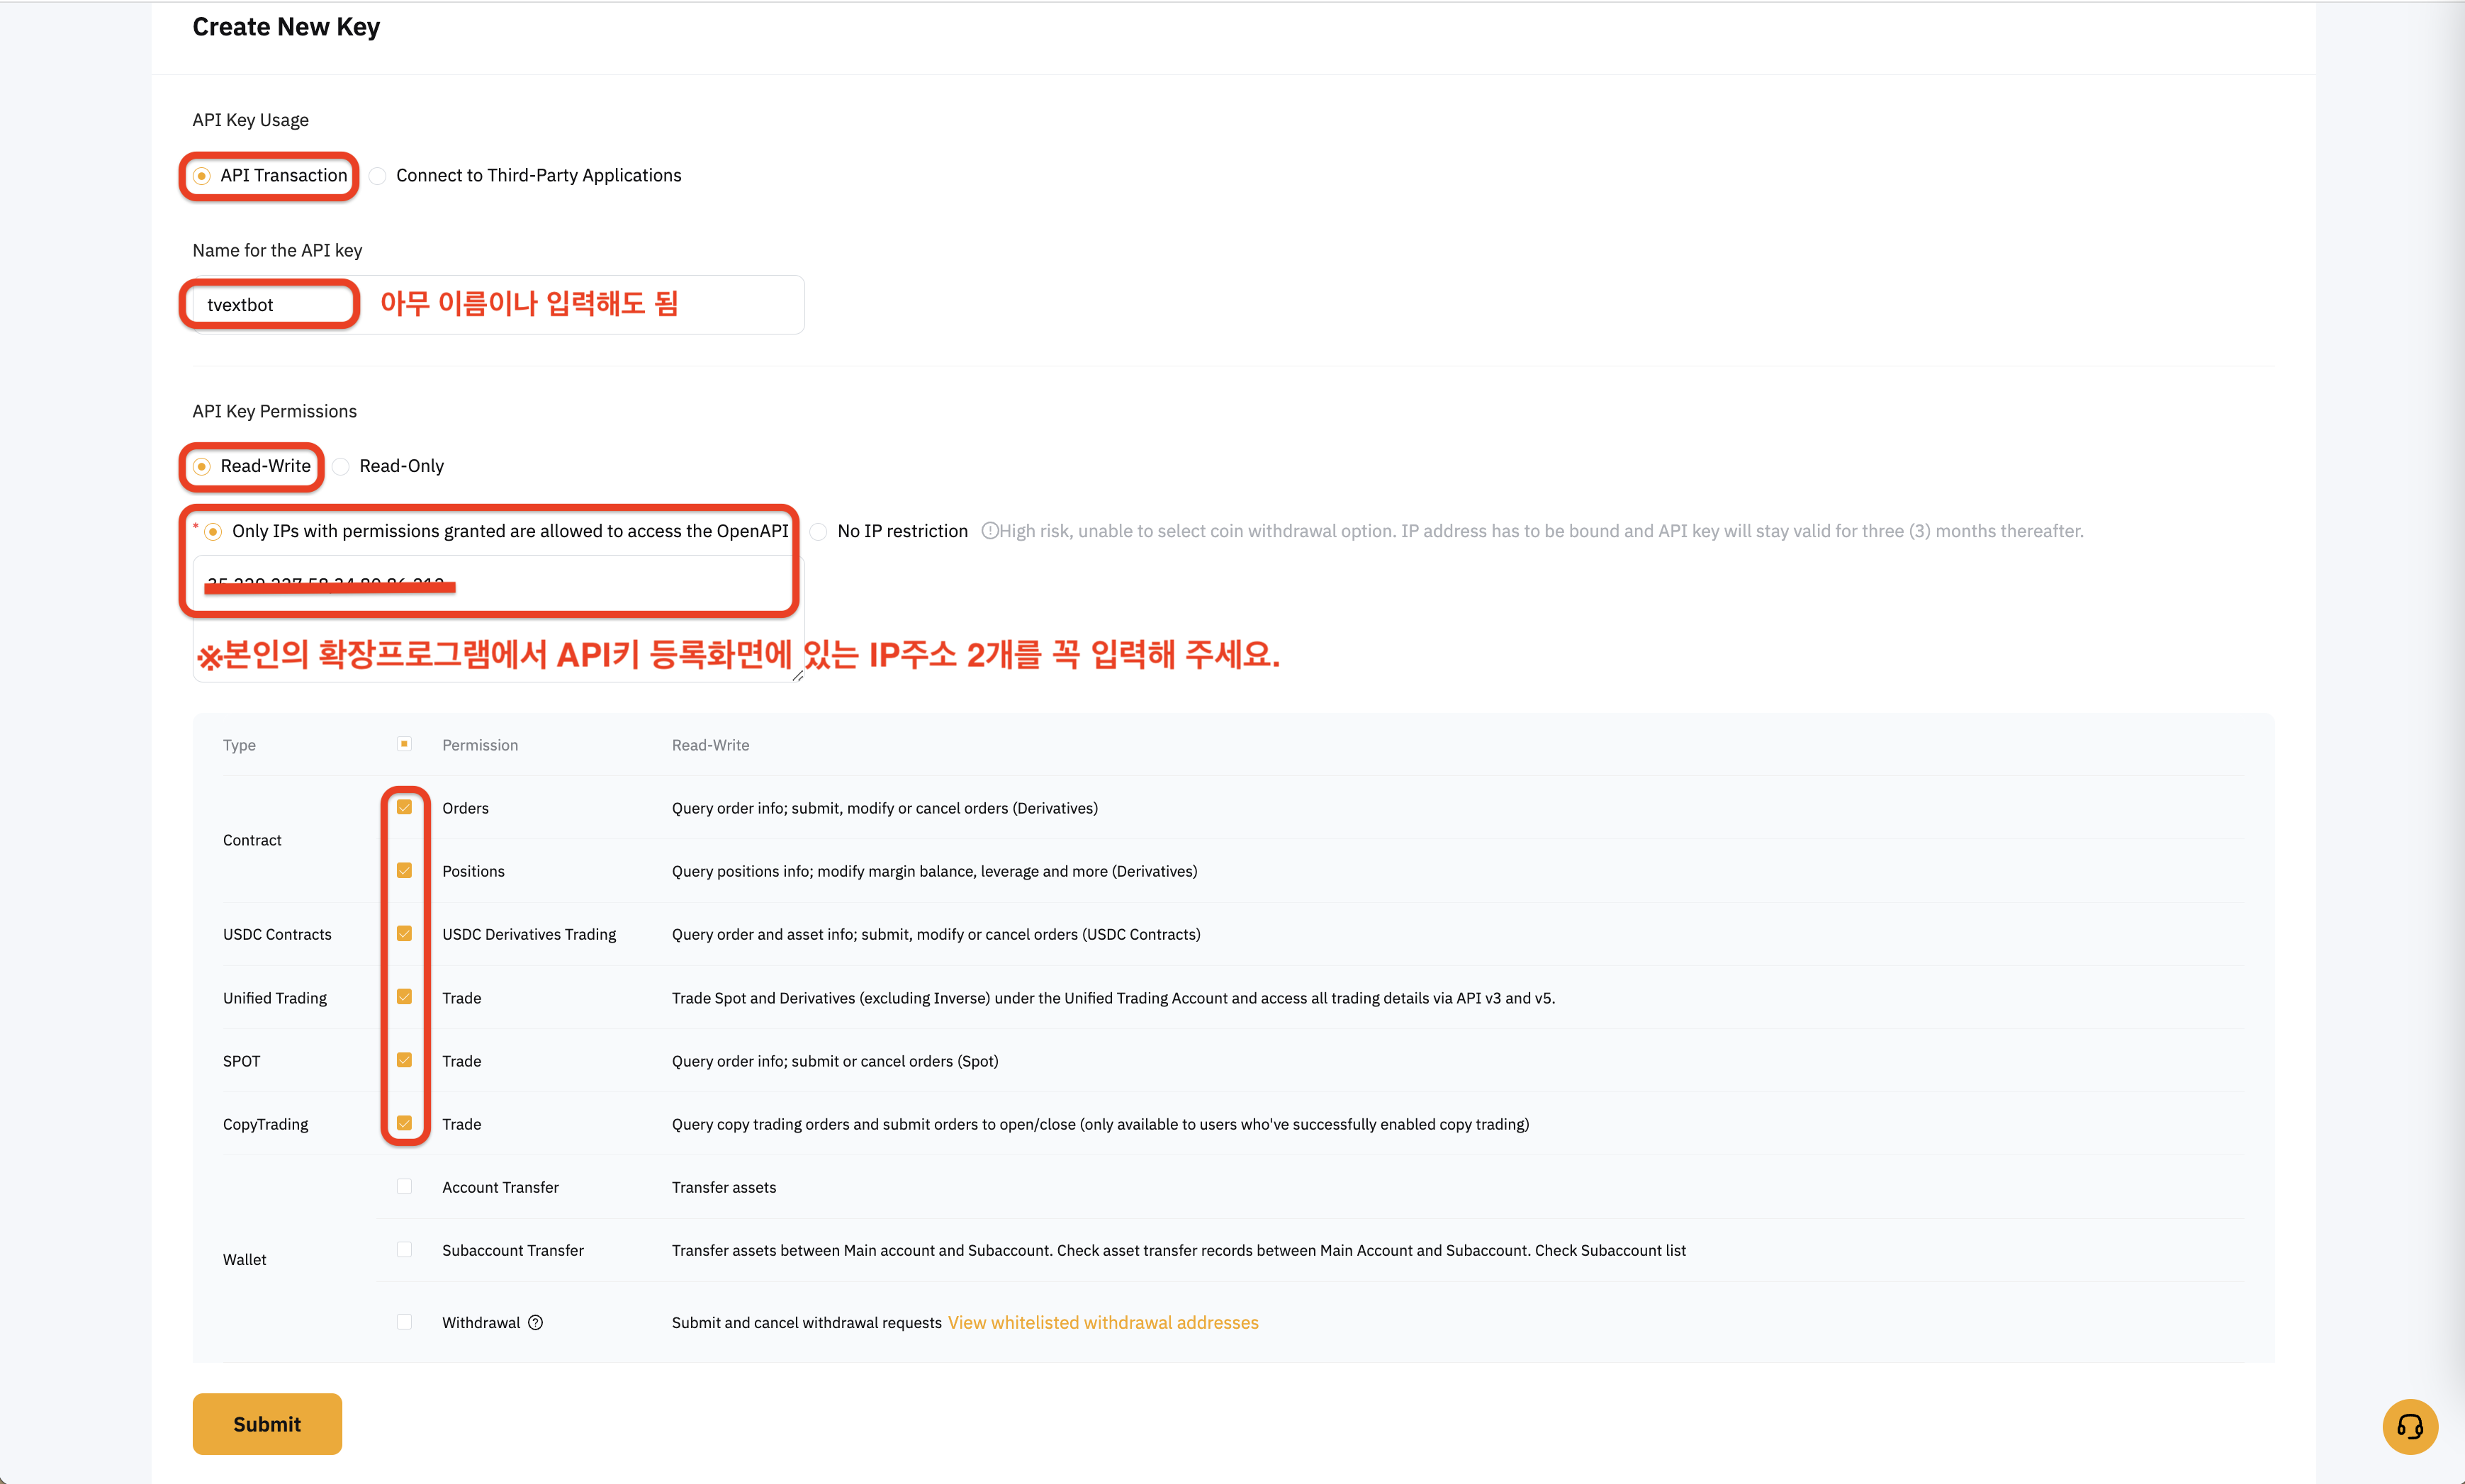 Create New Key
API Key Usage
API Transaction
Connect to Third-Party Applications
Name for the API key
tvextbot
아무 이름이나 입력해도 됨
API Key Permissions
Read-Write
Read-Only
* Only IPs with permissions granted are allowed to access the OpenAPI
No IP restriction
High risk, unable to select coin withdrawal option. IP address has to be bound and API key will stay valid for three (3) months thereafter.
※본인의 확장프로그램에서 API키 등록화면에 있는 IP주소 2개를 꼭 입력해 주세요.
Type Permission Read-Write
Contract
Orders Query order info; submit, modify or cancel orders (Derivatives)
Positions Query positions info; modify margin balance, leverage and more (Derivatives)
USDC Contracts USDC Derivatives Trading Query order and asset info; submit, modify or cancel orders (USDC Contracts)
Unified Trading Trade Trade Spot and Derivatives (excluding Inverse) under the Unified Trading Account and access all trading details via API v3 and v5.
SPOT Trade Query order info; submit or cancel orders (Spot)
CopyTrading Trade Query copy trading orders and submit orders to open/close (only available to users who've successfully enabled copy trading)
Wallet
Account Transfer Transfer assets
Subaccount Transfer Transfer assets between Main account and Subaccount. Check asset transfer records between Main Account and Subaccount. Check Subaccount list
Withdrawal Submit and cancel withdrawal requests View whitelisted withdrawal addresses
Submit